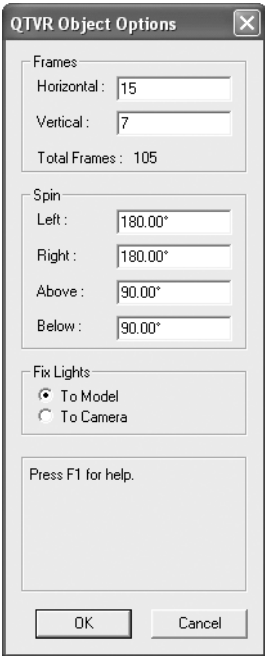 QTVR Object Options
Frames
Horizontal : 15
Vertical : 7
Total Frames : 105
Spin
Left : 180.00°
Right : 180.00°
Above : 90.00°
Below : 90.00°
Fix Lights
To Model
To Camera
Press F1 for help.
OK Cancel